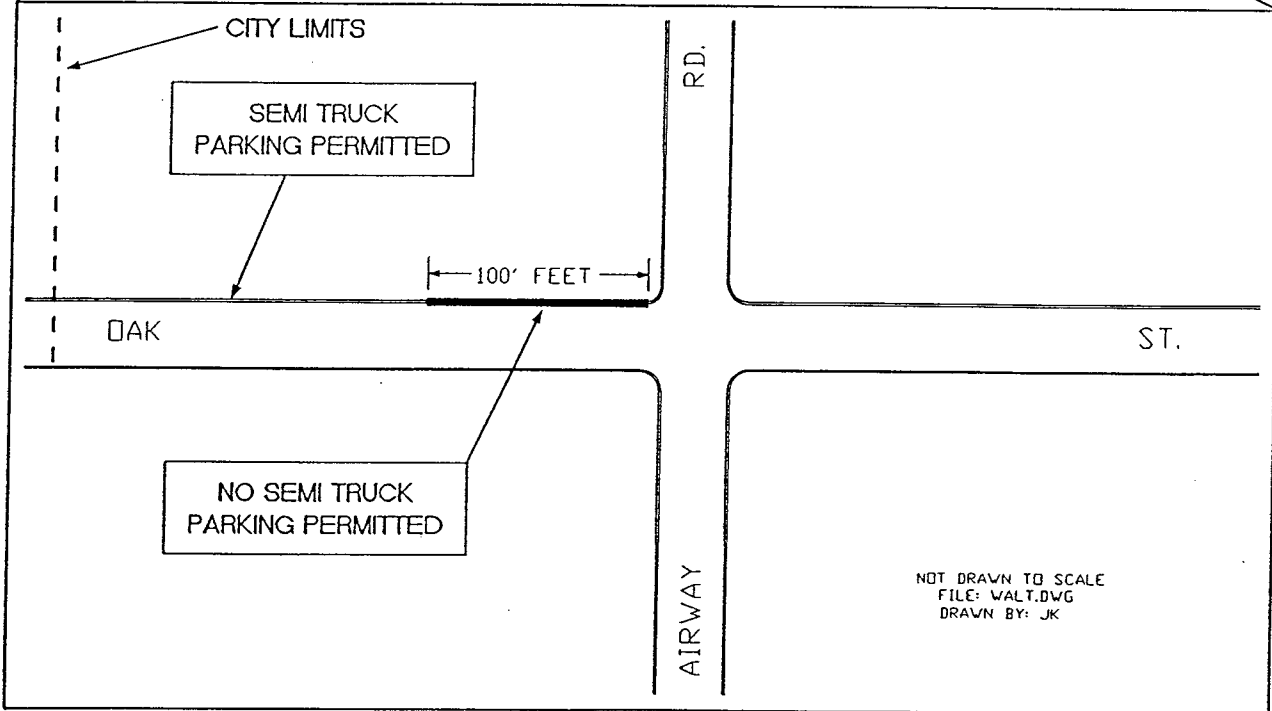 CITY LIMITS
RD.
SEMI TRUCK
PARKING PERMITTED
100' FEET
OAK
ST.
NO SEMI TRUCK
PARKING PERMITTED
AIRWAY
NOT DRAWN TO SCALE
FILE: WALT.DWG
DRAWN BY: JK